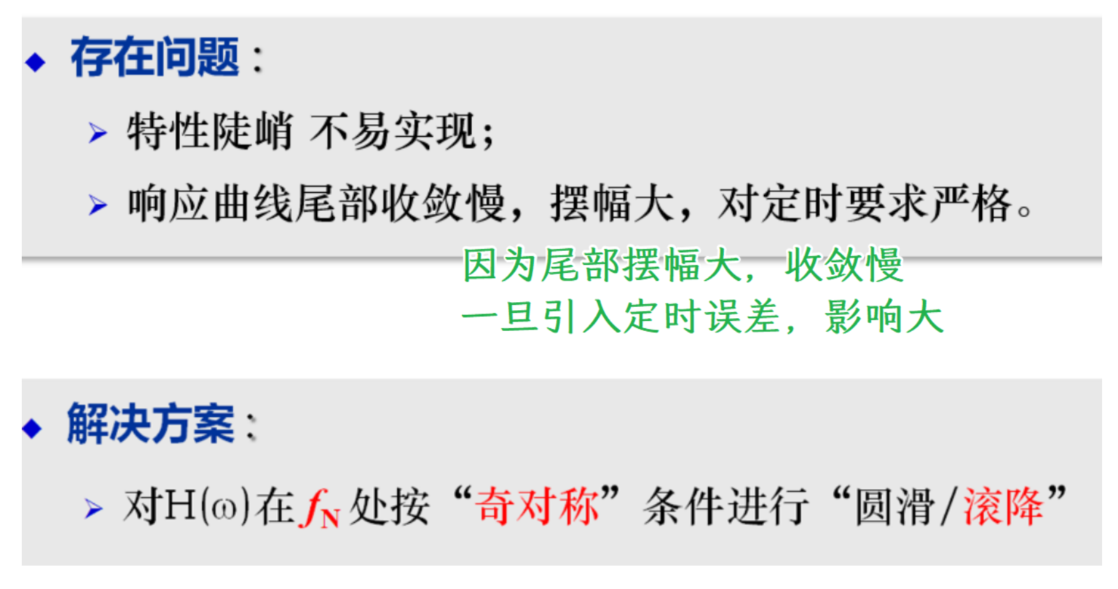 存在问题：
特性陡峭 不易实现；
响应曲线尾部收敛慢，摆幅大，对定时要求严格。
因为尾部摆幅大，收敛慢
一旦引入定时误差，影响大
解决方案：
对H(ω)在 fN 处按“奇对称”条件进行“圆滑/滚降”